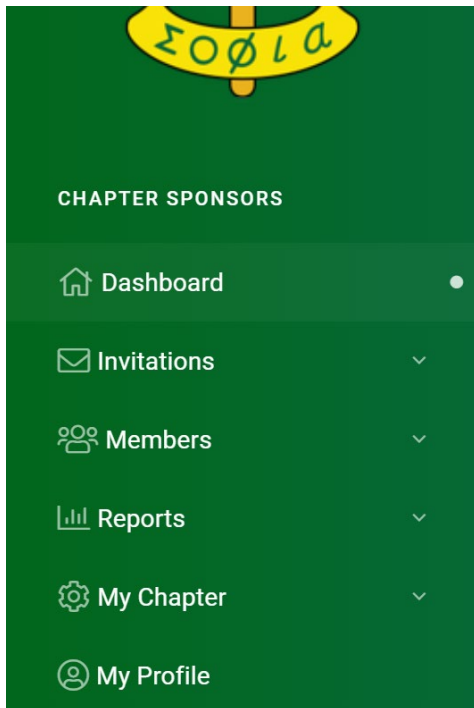 σοφια
CHAPTER SPONSORS
Dashboard
Invitations
Members
Reports
My Chapter
My Profile